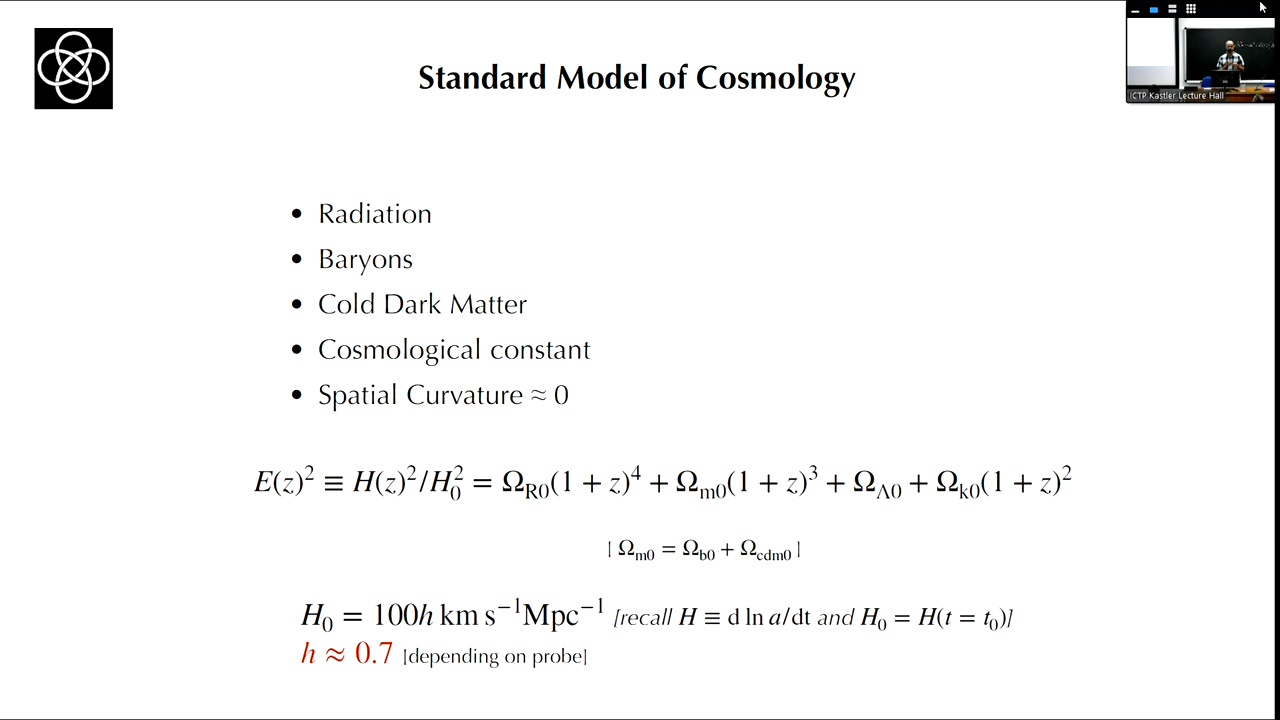 Standard Model of Cosmology
ICTP Kastler Lecture Hall
• Radiation
• Baryons
• Cold Dark Matter
• Cosmological constant
• Spatial Curvature ≈ 0
E(z)² ≡ H(z)²/H₀² = Ω_R0(1 + z)⁴ + Ω_m0(1 + z)³ + Ω_Λ0 + Ω_k0(1 + z)²
| Ω_m0 = Ω_b0 + Ω_cdm0 |
H₀ = 100h km s⁻¹Mpc⁻¹ [recall H ≡ d ln a/dt and H₀ = H(t = t₀)]
h ≈ 0.7 [depending on probe]